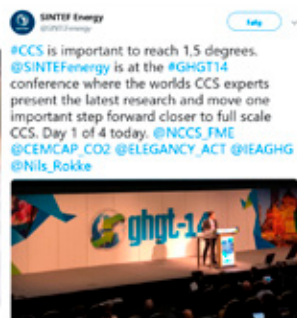 SINTEF Energy
@SINTEFenergy
Følg
#CCS is important to reach 1,5 degrees.
@SINTEFenergy is at the #GHGT14
conference where the worlds CCS experts
present the latest research and move one
important step forward closer to full scale
CCS. Day 1 of 4 today. @NCCS_FME
@CEMCAP_CO2 @ELEGANCY_ACT @IEAGHG
@Nils_Rokke
ghgt-14